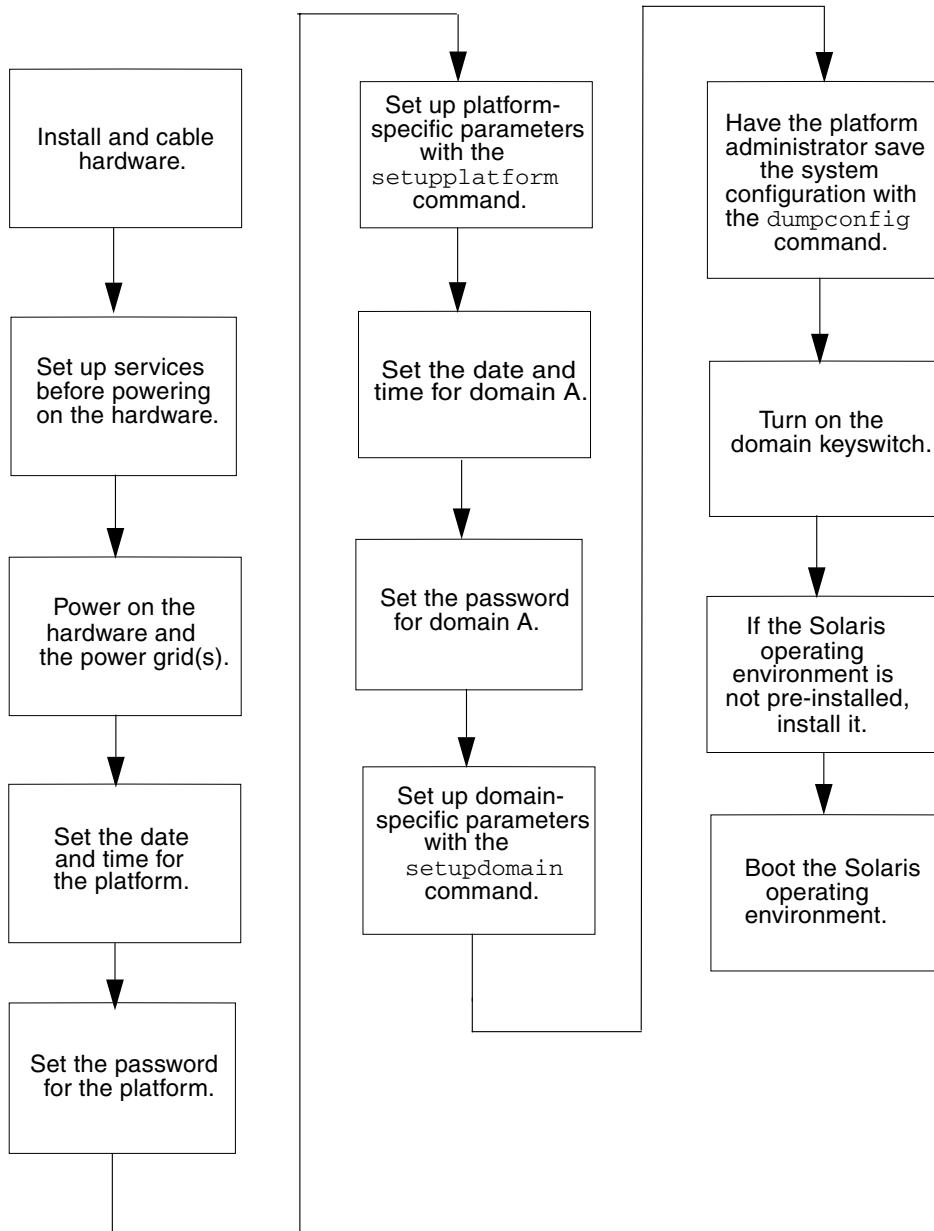 Install and cable
hardware.
Set up services
before powering
on the hardware.
Power on the
hardware and
the power grid(s).
Set the date
and time for
the platform.
Set the password
for the platform.
Set up platform-
specific parameters
with the
setupplatform
command.
Set the date and
time for domain A.
Set the password
for domain A.
Set up domain-
specific parameters
with the
setupdomain
command.
Have the platform
administrator save
the system
configuration with
the dumpconfig
command.
Turn on the
domain keyswitch.
If the Solaris
operating
environment is
not pre-installed,
install it.
Boot the Solaris
operating
environment.